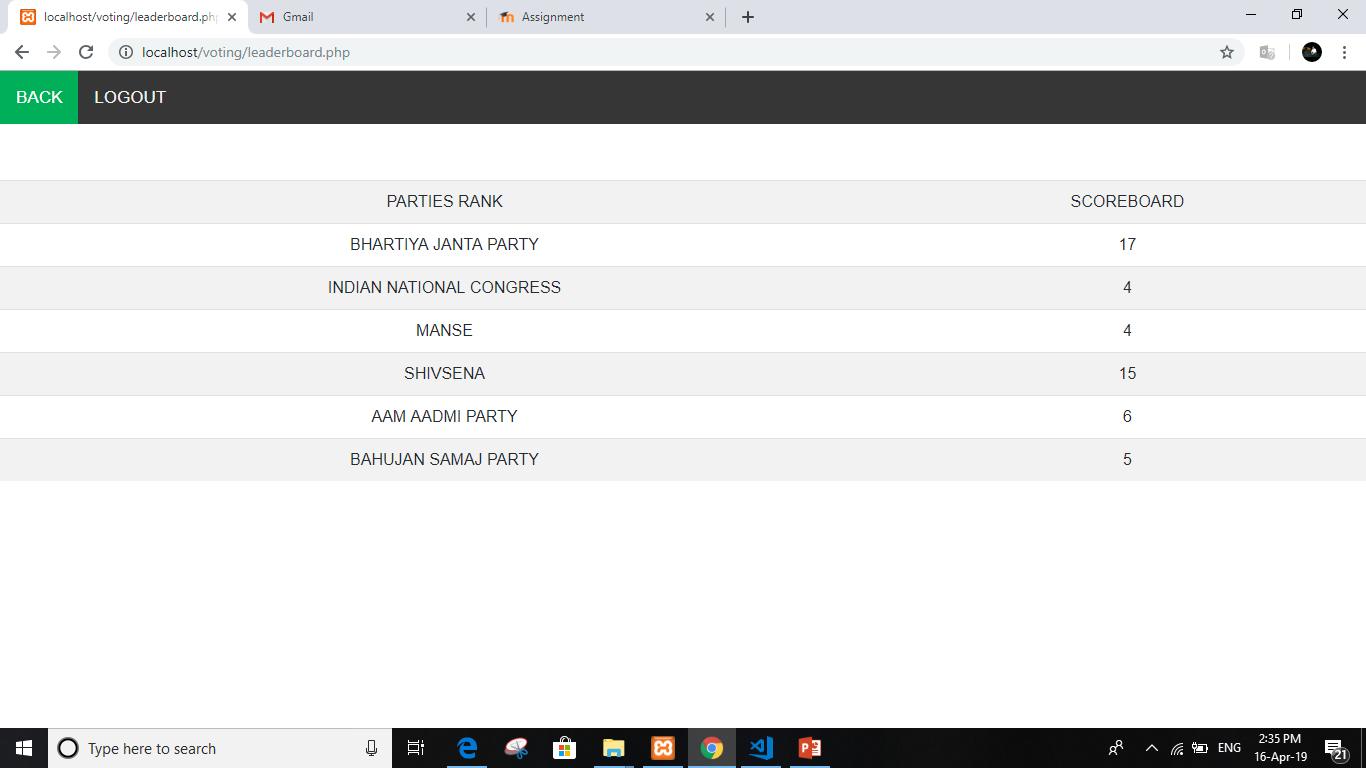 localhost/voting/leaderboard.php
Gmail
Assignment
localhost/voting/leaderboard.php
BACK LOGOUT
PARTIES RANK SCOREBOARD
BHARTIYA JANTA PARTY 17
INDIAN NATIONAL CONGRESS 4
MANSE 4
SHIVSENA 15
AAM AADMI PARTY 6
BAHUJAN SAMAJ PARTY 5
Type here to search
ENG
2:35 PM
16-Apr-19
21